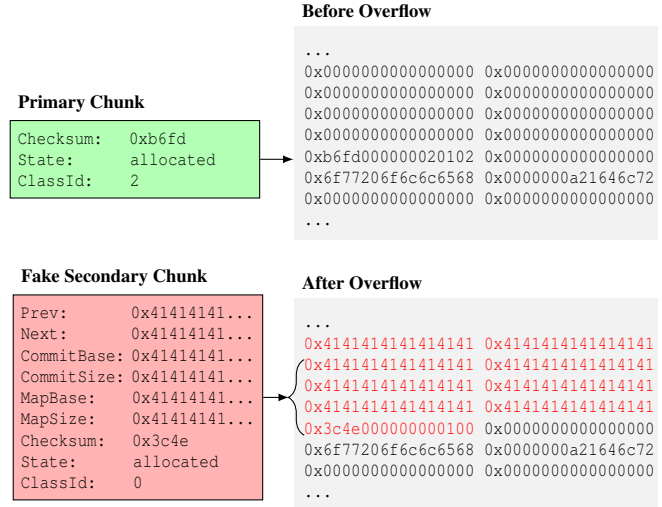 Before Overflow
...
0x0000000000000000 0x0000000000000000
0x0000000000000000 0x0000000000000000
0x0000000000000000 0x0000000000000000
0x0000000000000000 0x0000000000000000
0xb6fd000000020102 0x0000000000000000
0x6f77206f6c6c6568 0x0000000a21646c72
0x0000000000000000 0x0000000000000000
...
Primary Chunk
Checksum: 0xb6fd
State: allocated
ClassId: 2
Fake Secondary Chunk
Prev: 0x41414141...
Next: 0x41414141...
CommitBase: 0x41414141...
CommitSize: 0x41414141...
MapBase: 0x41414141...
MapSize: 0x41414141...
Checksum: 0x3c4e
State: allocated
ClassId: 0
After Overflow
...
0x4141414141414141 0x4141414141414141
0x4141414141414141 0x4141414141414141
0x4141414141414141 0x4141414141414141
0x4141414141414141 0x4141414141414141
0x3c4e000000000100 0x0000000000000000
0x6f77206f6c6c6568 0x0000000a21646c72
0x0000000000000000 0x0000000000000000
...